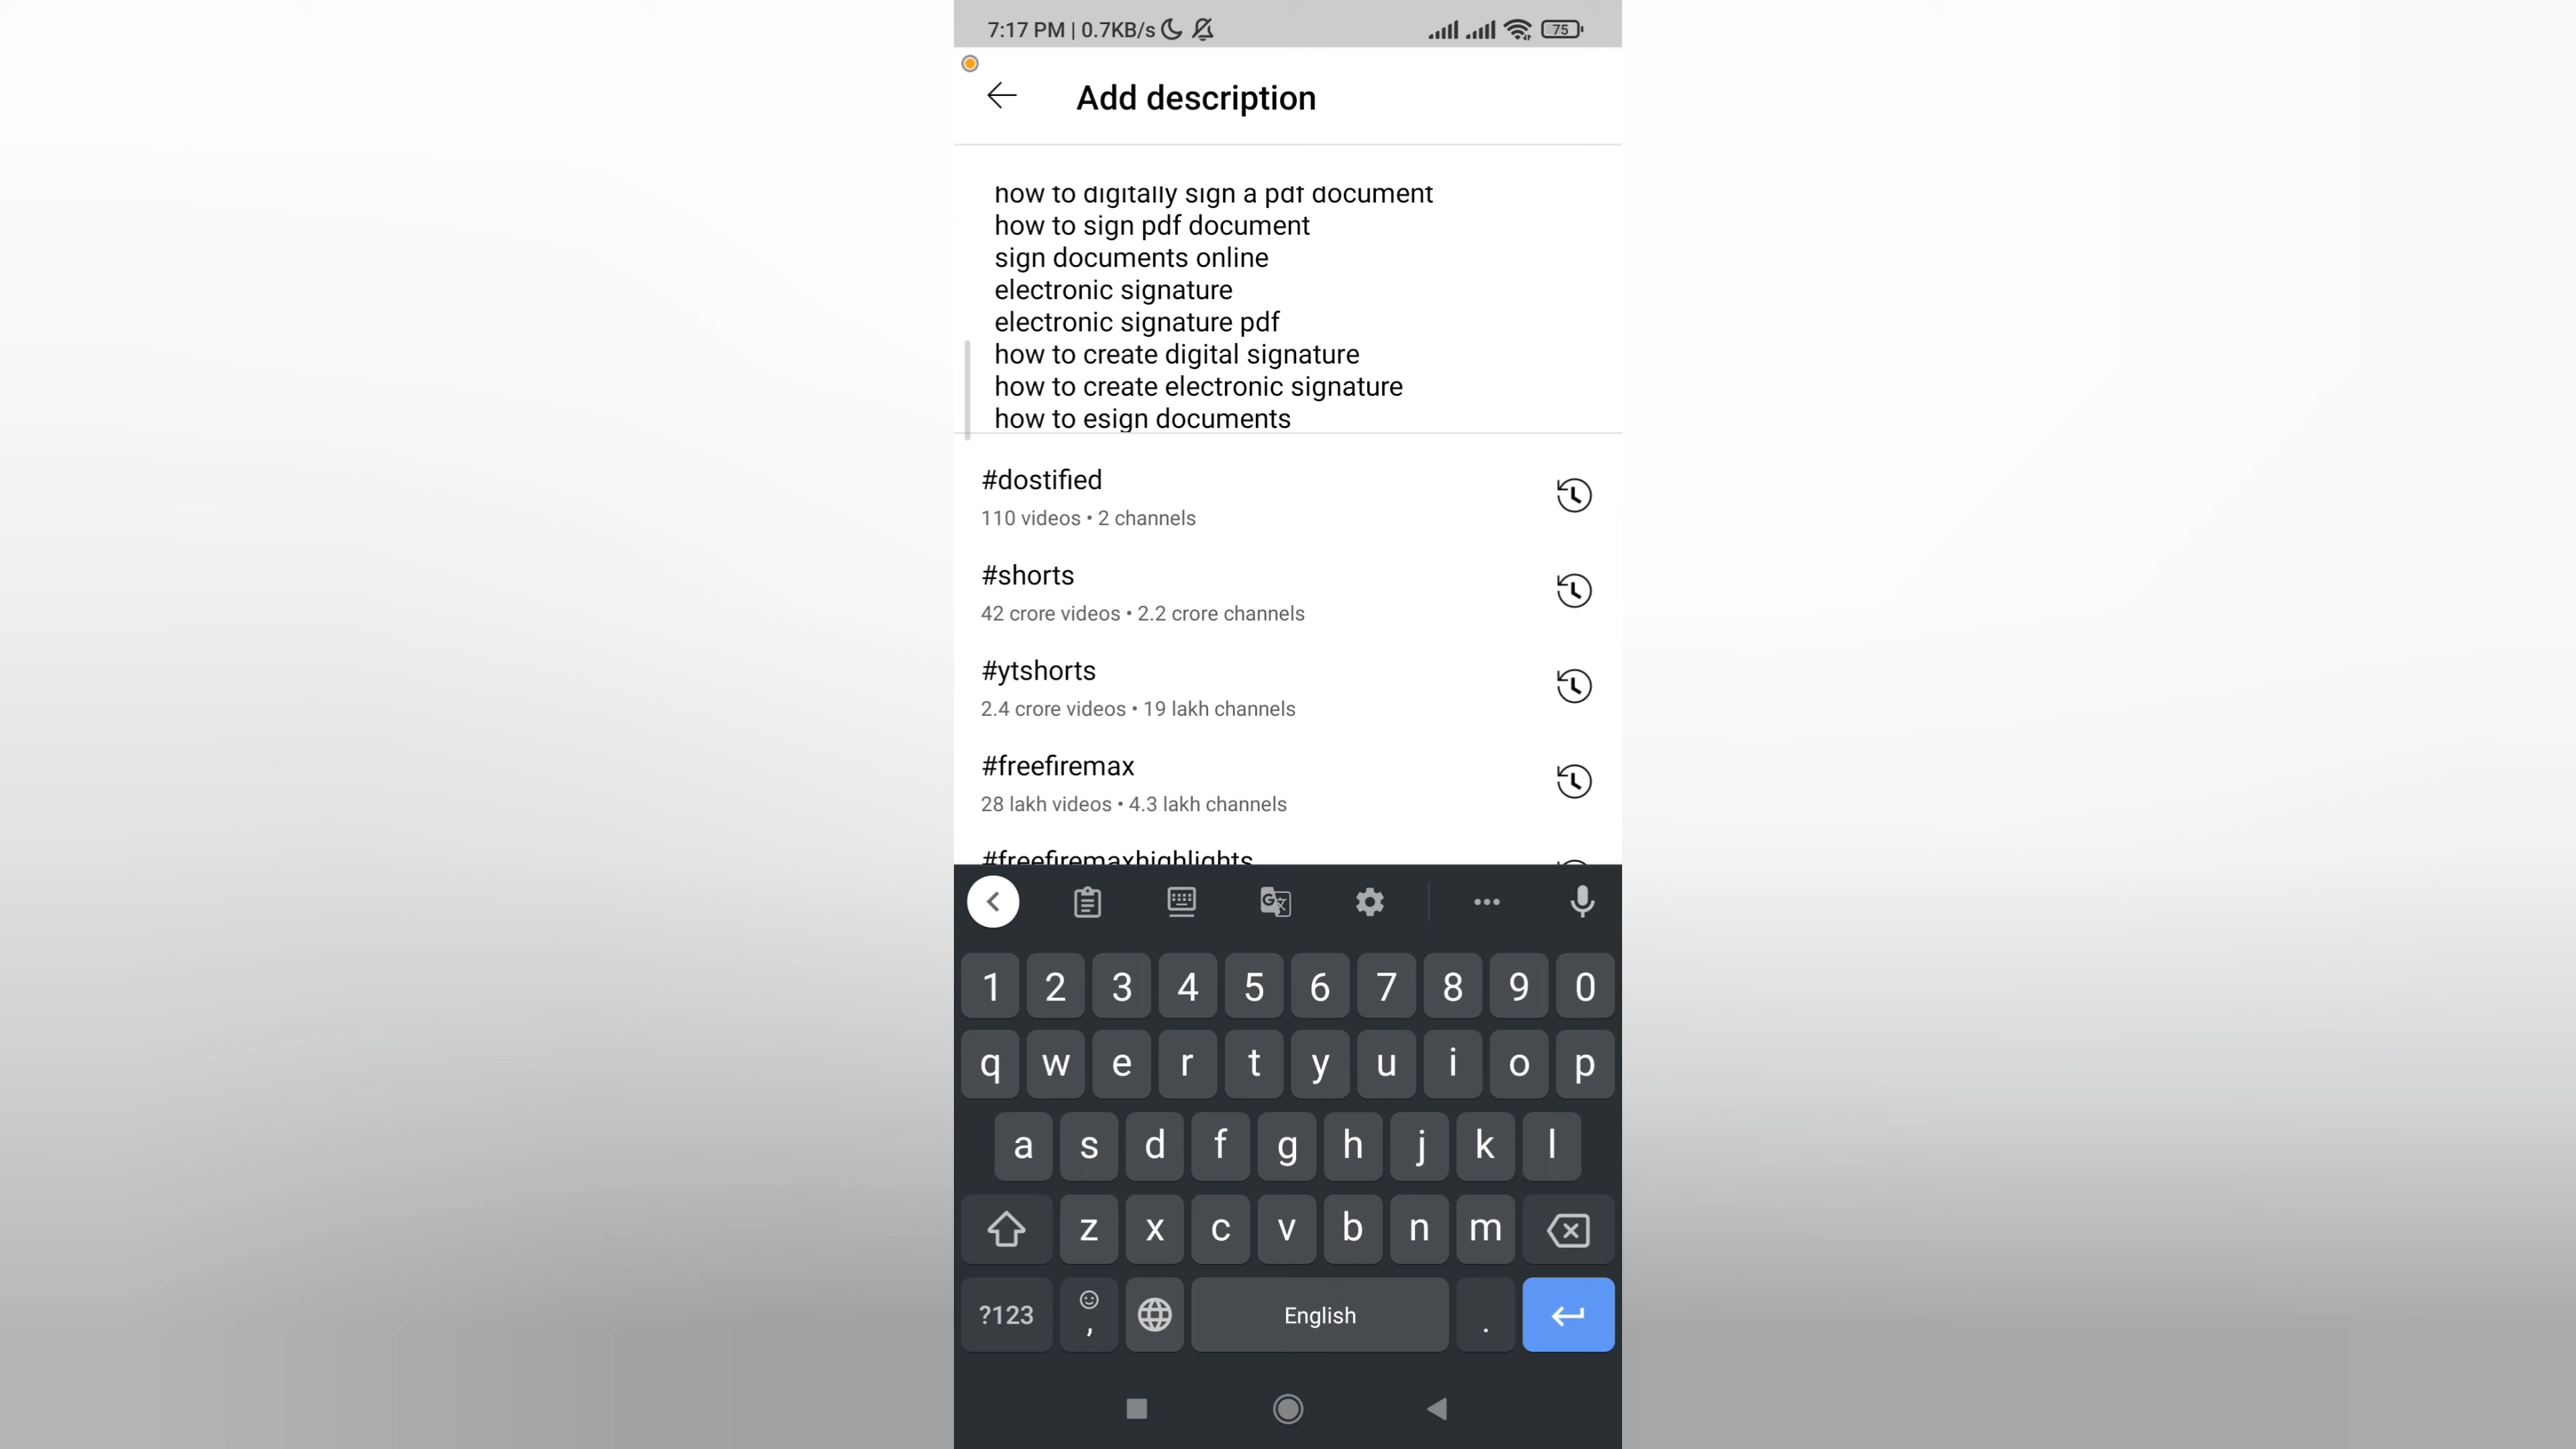 7:17 PM | 0.7KB/s
75
Add description
how to digitally sign a pdf document
how to sign pdf document
sign documents online
electronic signature
electronic signature pdf
how to create digital signature
how to create electronic signature
how to esign documents
#dostified
110 videos • 2 channels
#shorts
42 crore videos • 2.2 crore channels
#ytshorts
2.4 crore videos • 19 lakh channels
#freefiremax
28 lakh videos • 4.3 lakh channels
#freefiremaxhighlights
1 2 3 4 5 6 7 8 9 0
q w e r t y u i o p
a s d f g h j k l
z x c v b n m
?123 , English .